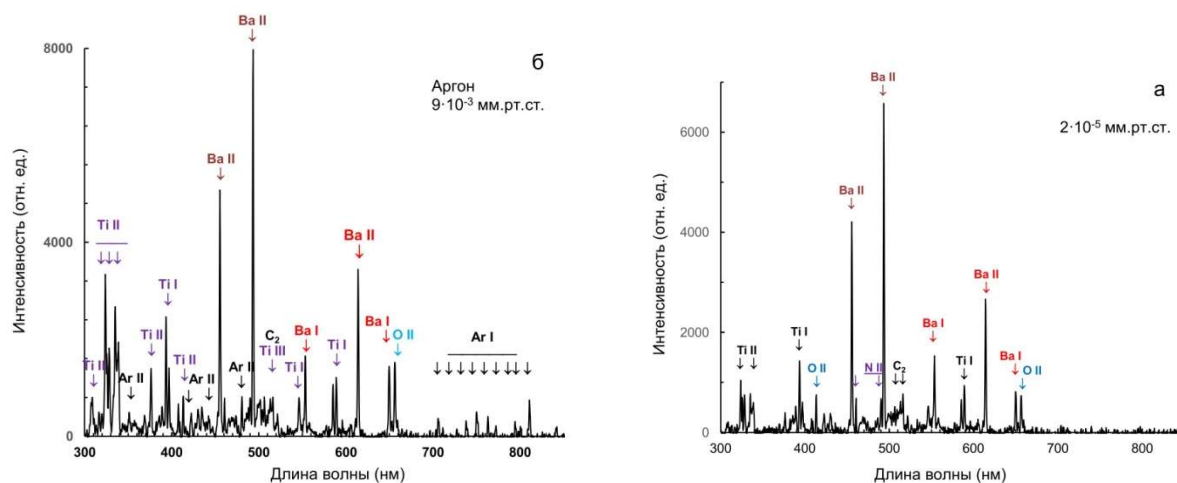 Ba II
8000
б
Аргон
9·10⁻³ мм.рт.ст.
Ba II
Ti II
4000
Ba II
Ti I
Ti II
C₂
Ba I
Ba I
O II
Ar I
Ti II
Ti II
Ar II
Ar II
Ar II
Ti III
Ti I
Ti I
0
300 400 500 600 700 800
Длина волны (нм)
Интенсивность (отн. ед.)
а
Ba II
2·10⁻⁵ мм.рт.ст.
6000
Ba II
4000
Ba II
Ba I
2000
Ti I
Ti II
O II
N II
C₂
Ti I
Ba I
O II
0
300 400 500 600 700 800
Длина волны (нм)
Интенсивность (отн. ед.)